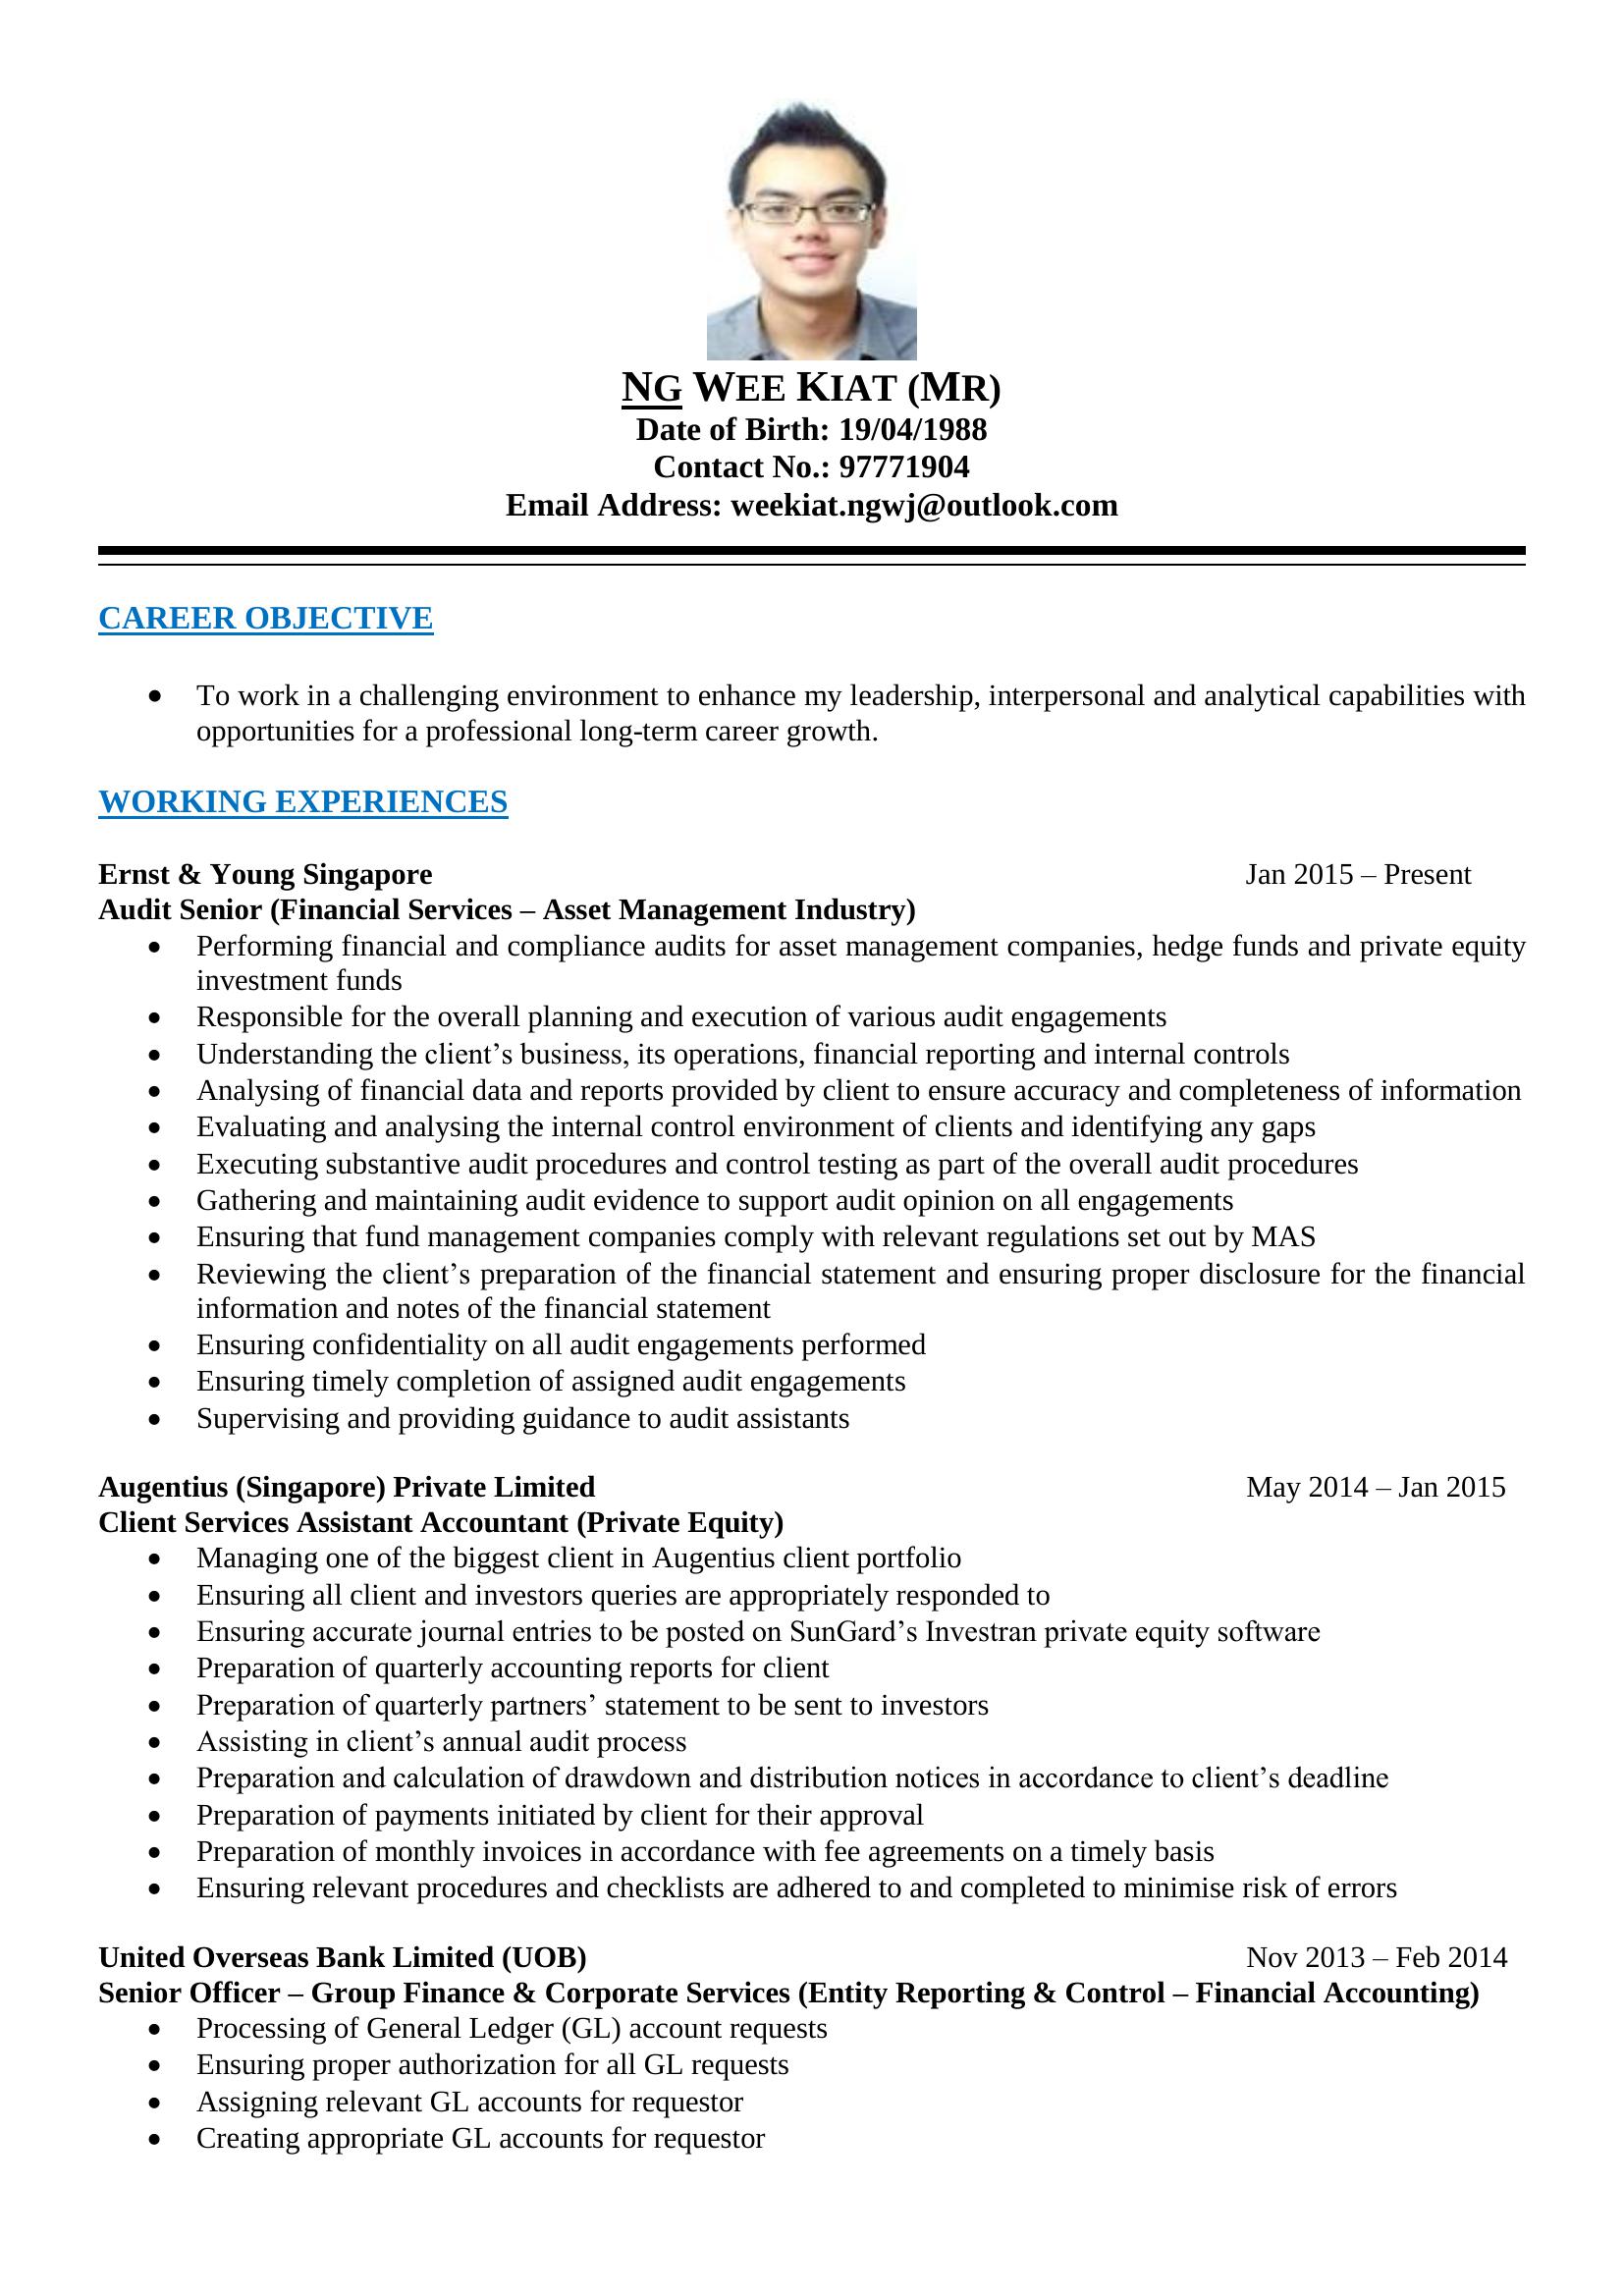 NG WEE KIAT (MR)
Date of Birth: 19/04/1988
Contact No.: 97771904
Email Address: weekiat.ngwj@outlook.com
CAREER OBJECTIVE
• To work in a challenging environment to enhance my leadership, interpersonal and analytical capabilities with
opportunities for a professional long-term career growth.
WORKING EXPERIENCES
Ernst & Young Singapore Jan 2015 – Present
Audit Senior (Financial Services – Asset Management Industry)
• Performing financial and compliance audits for asset management companies, hedge funds and private equity
investment funds
• Responsible for the overall planning and execution of various audit engagements
• Understanding the client’s business, its operations, financial reporting and internal controls
• Analysing of financial data and reports provided by client to ensure accuracy and completeness of information
• Evaluating and analysing the internal control environment of clients and identifying any gaps
• Executing substantive audit procedures and control testing as part of the overall audit procedures
• Gathering and maintaining audit evidence to support audit opinion on all engagements
• Ensuring that fund management companies comply with relevant regulations set out by MAS
• Reviewing the client’s preparation of the financial statement and ensuring proper disclosure for the financial
information and notes of the financial statement
• Ensuring confidentiality on all audit engagements performed
• Ensuring timely completion of assigned audit engagements
• Supervising and providing guidance to audit assistants
Augentius (Singapore) Private Limited May 2014 – Jan 2015
Client Services Assistant Accountant (Private Equity)
• Managing one of the biggest client in Augentius client portfolio
• Ensuring all client and investors queries are appropriately responded to
• Ensuring accurate journal entries to be posted on SunGard’s Investran private equity software
• Preparation of quarterly accounting reports for client
• Preparation of quarterly partners’ statement to be sent to investors
• Assisting in client’s annual audit process
• Preparation and calculation of drawdown and distribution notices in accordance to client’s deadline
• Preparation of payments initiated by client for their approval
• Preparation of monthly invoices in accordance with fee agreements on a timely basis
• Ensuring relevant procedures and checklists are adhered to and completed to minimise risk of errors
United Overseas Bank Limited (UOB) Nov 2013 – Feb 2014
Senior Officer – Group Finance & Corporate Services (Entity Reporting & Control – Financial Accounting)
• Processing of General Ledger (GL) account requests
• Ensuring proper authorization for all GL requests
• Assigning relevant GL accounts for requestor
• Creating appropriate GL accounts for requestor